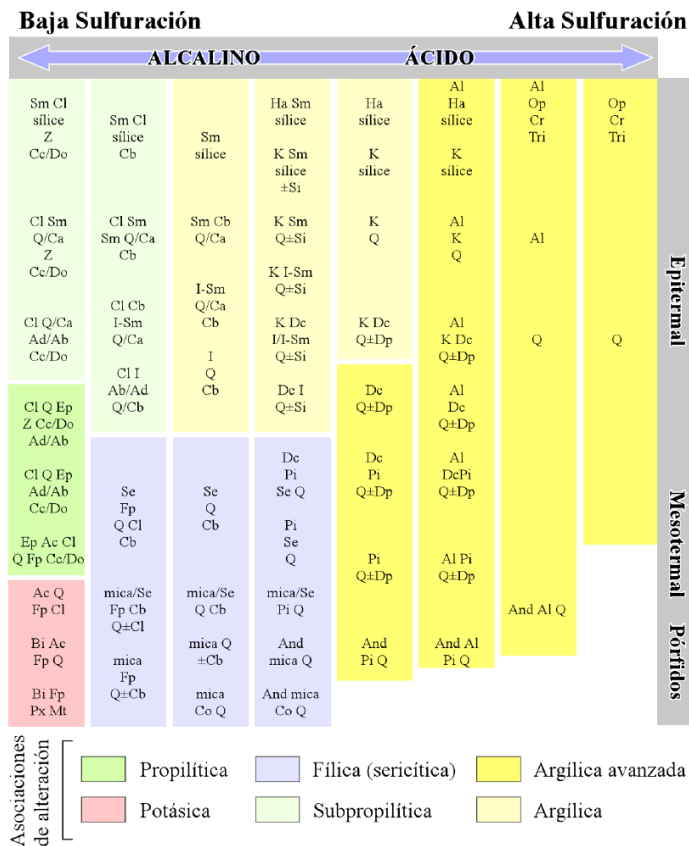 Baja Sulfuración
Alta Sulfuración
ALCALINO
ÁCIDO
Sm Cl
sílice
Z
Cc/Do
Cl Sm
Q/Ca
Z
Cc/Do
Cl Q/Ca
Ad/Ab
Cc/Do
Cl Q Ep
Z Cc/Do
Ad/Ab
Cl Q Ep
Ad/Ab
Cc/Do
Ep Ac Cl
Q Fp Cc/Do
Ac Q
Fp Cl
Bi Ac
Fp Q
Bi Fp
Px Mt
Sm Cl
sílice
Cb
Cl Sm
Sm Q/Ca
Cb
Cl Cb
I-Sm
Q/Ca
Cl I
Ab/Ad
Q/Cb
Se
Fp
Q Cl
Cb
mica/Se
Fp Cb
Q±Cl
mica
Fp
Q±Cb
Sm
sílice
Sm Cb
Q/Ca
I-Sm
Q/Ca
Cb
I
Q
Cb
Se
Q
Cb
mica/Se
Q Cb
mica Q
±Cb
mica
Co Q
Ha Sm
sílice
K Sm
sílice
±Si
K Sm
Q±Si
K I-Sm
Q±Si
K Dc
I/I-Sm
Q±Si
Dc I
Q±Si
Dc
Pi
Se Q
Pi
Se
Q
mica/Se
Pi Q
And
mica Q
And mica
Co Q
Ha
sílice
K
sílice
K
Q
K Dc
Q±Dp
Dc
Q±Dp
Dc
Pi
Q±Dp
Pi
Q±Dp
And
Pi Q
Al
Ha
sílice
K
sílice
Al
K
Q
Al
K Dc
Q±Dp
Al
Dc
Q±Dp
Al
DcPi
Q±Dp
Al Pi
Q±Dp
And Al
Pi Q
Al
Op
Cr
Tri
Al
Q
And Al Q
Op
Cr
Tri
Q
Epitermal
Mesotermal
Pórfidos
Asociaciones
de alteración
Propilítica
Fílica (sericítica)
Argílica avanzada
Potásica
Subpropilítica
Argílica